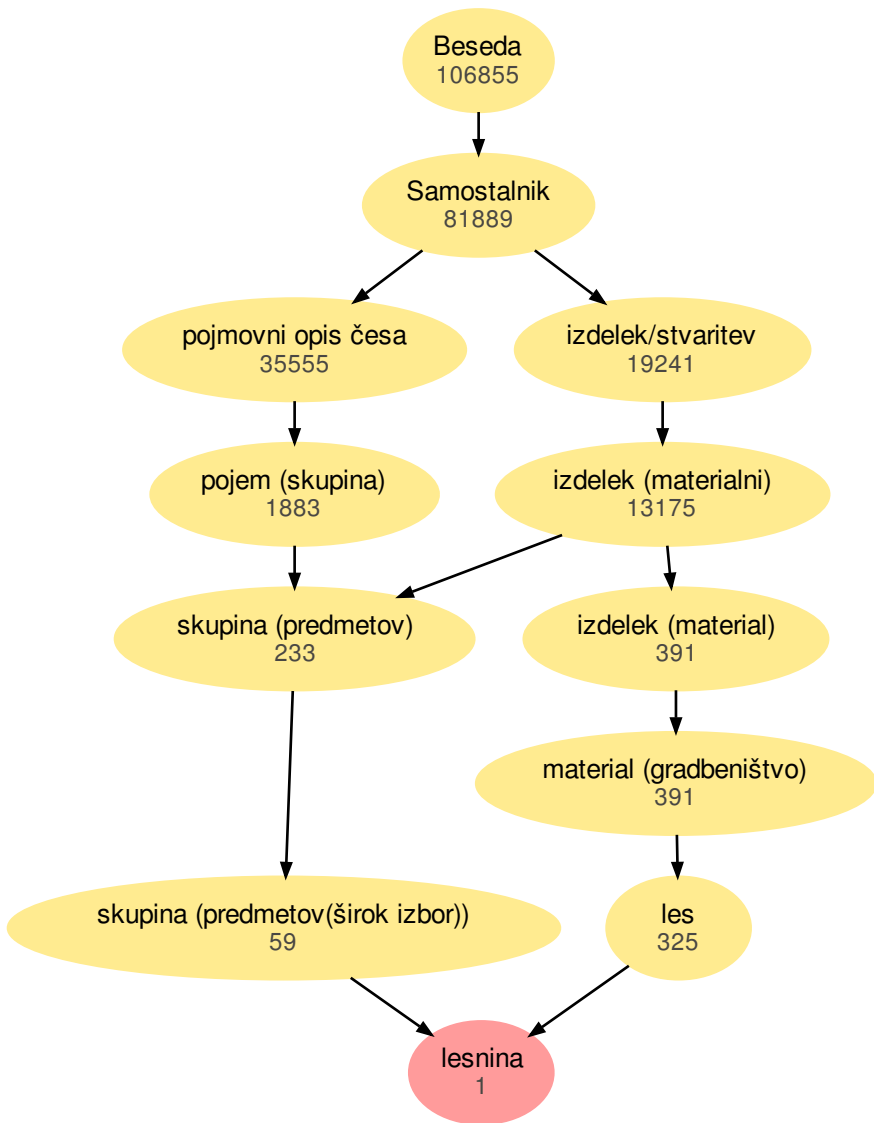 Beseda
106855
Samostalnik
81889
pojmovni opis česa
35555
izdelek/stvaritev
19241
pojem (skupina)
1883
izdelek (materialni)
13175
skupina (predmetov)
233
izdelek (material)
391
material (gradbeništvo)
391
skupina (predmetov(širok izbor))
59
les
325
lesnina
1